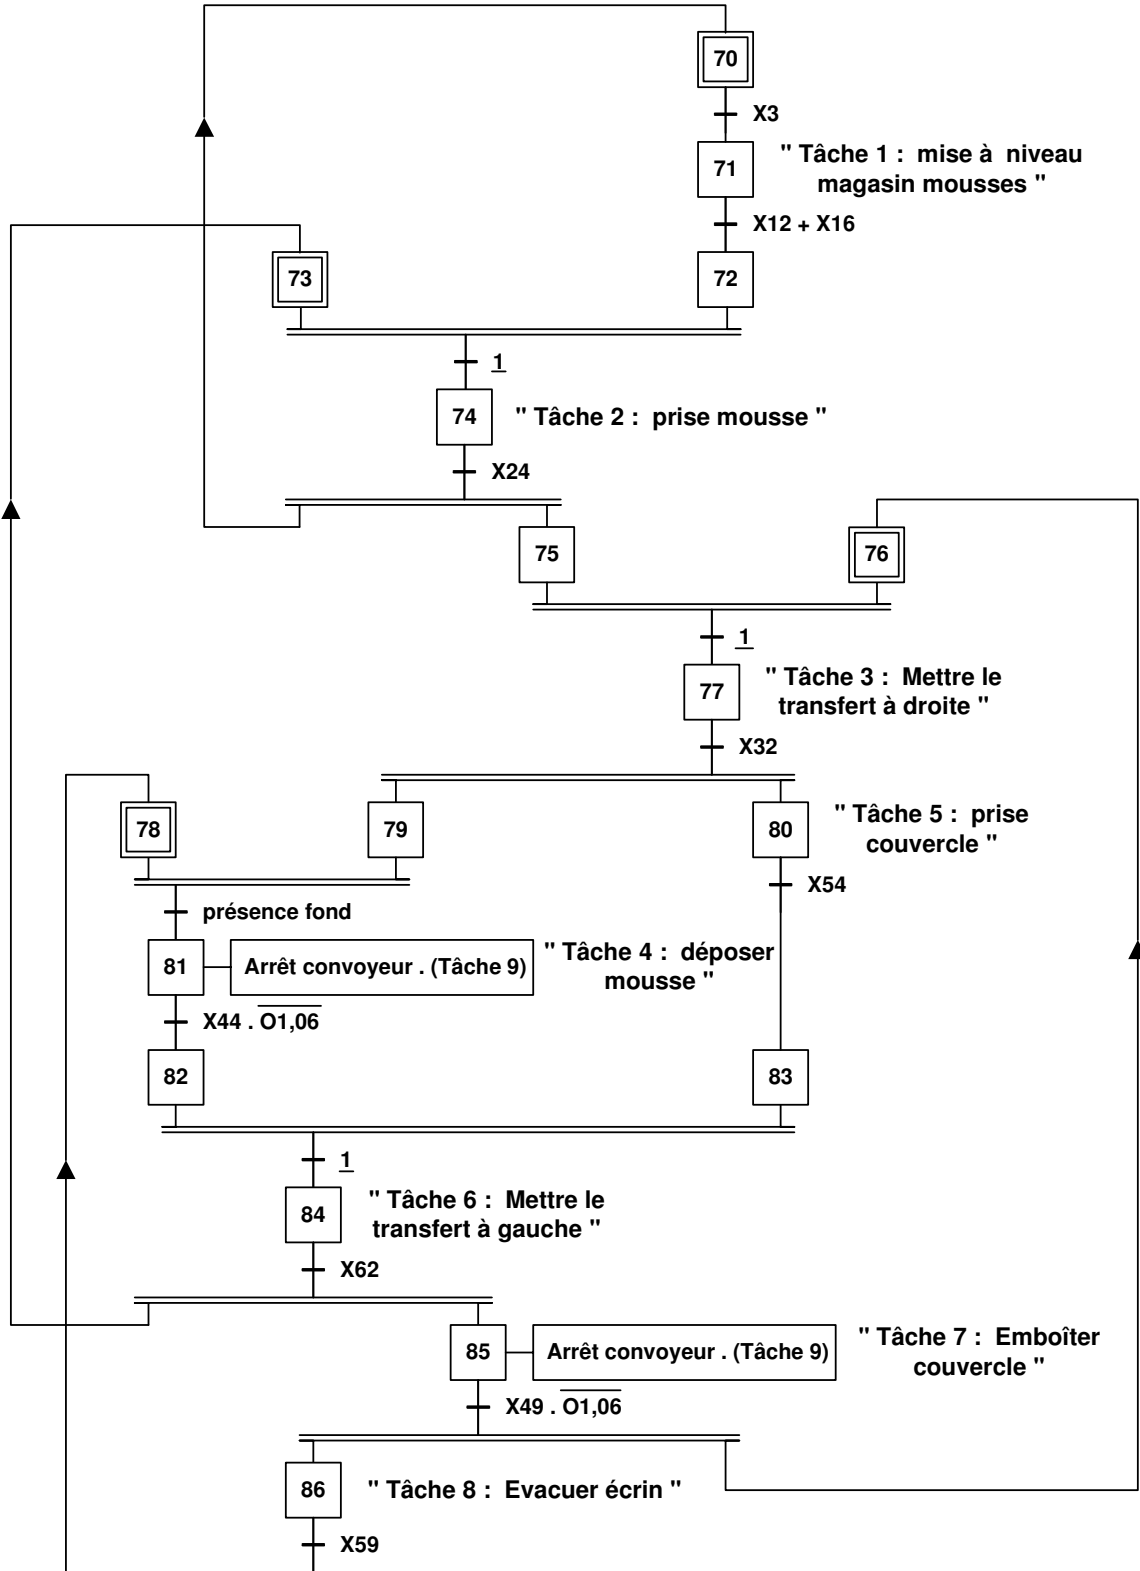 70
X3
71
" Tâche 1 : mise à niveau
magasin mousses "
X12 + X16
73
72
1
74
" Tâche 2 : prise mousse "
X24
75
76
1
77
" Tâche 3 : Mettre le
transfert à droite "
X32
78
79
80
" Tâche 5 : prise
couvercle "
X54
présence fond
81
Arrêt convoyeur . (Tâche 9)
" Tâche 4 : déposer
mousse "
X44 . O1,06
82
83
1
84
" Tâche 6 : Mettre le
transfert à gauche "
X62
85
Arrêt convoyeur . (Tâche 9)
" Tâche 7 : Emboîter
couvercle "
X49 . O1,06
86
" Tâche 8 : Evacuer écrin "
X59